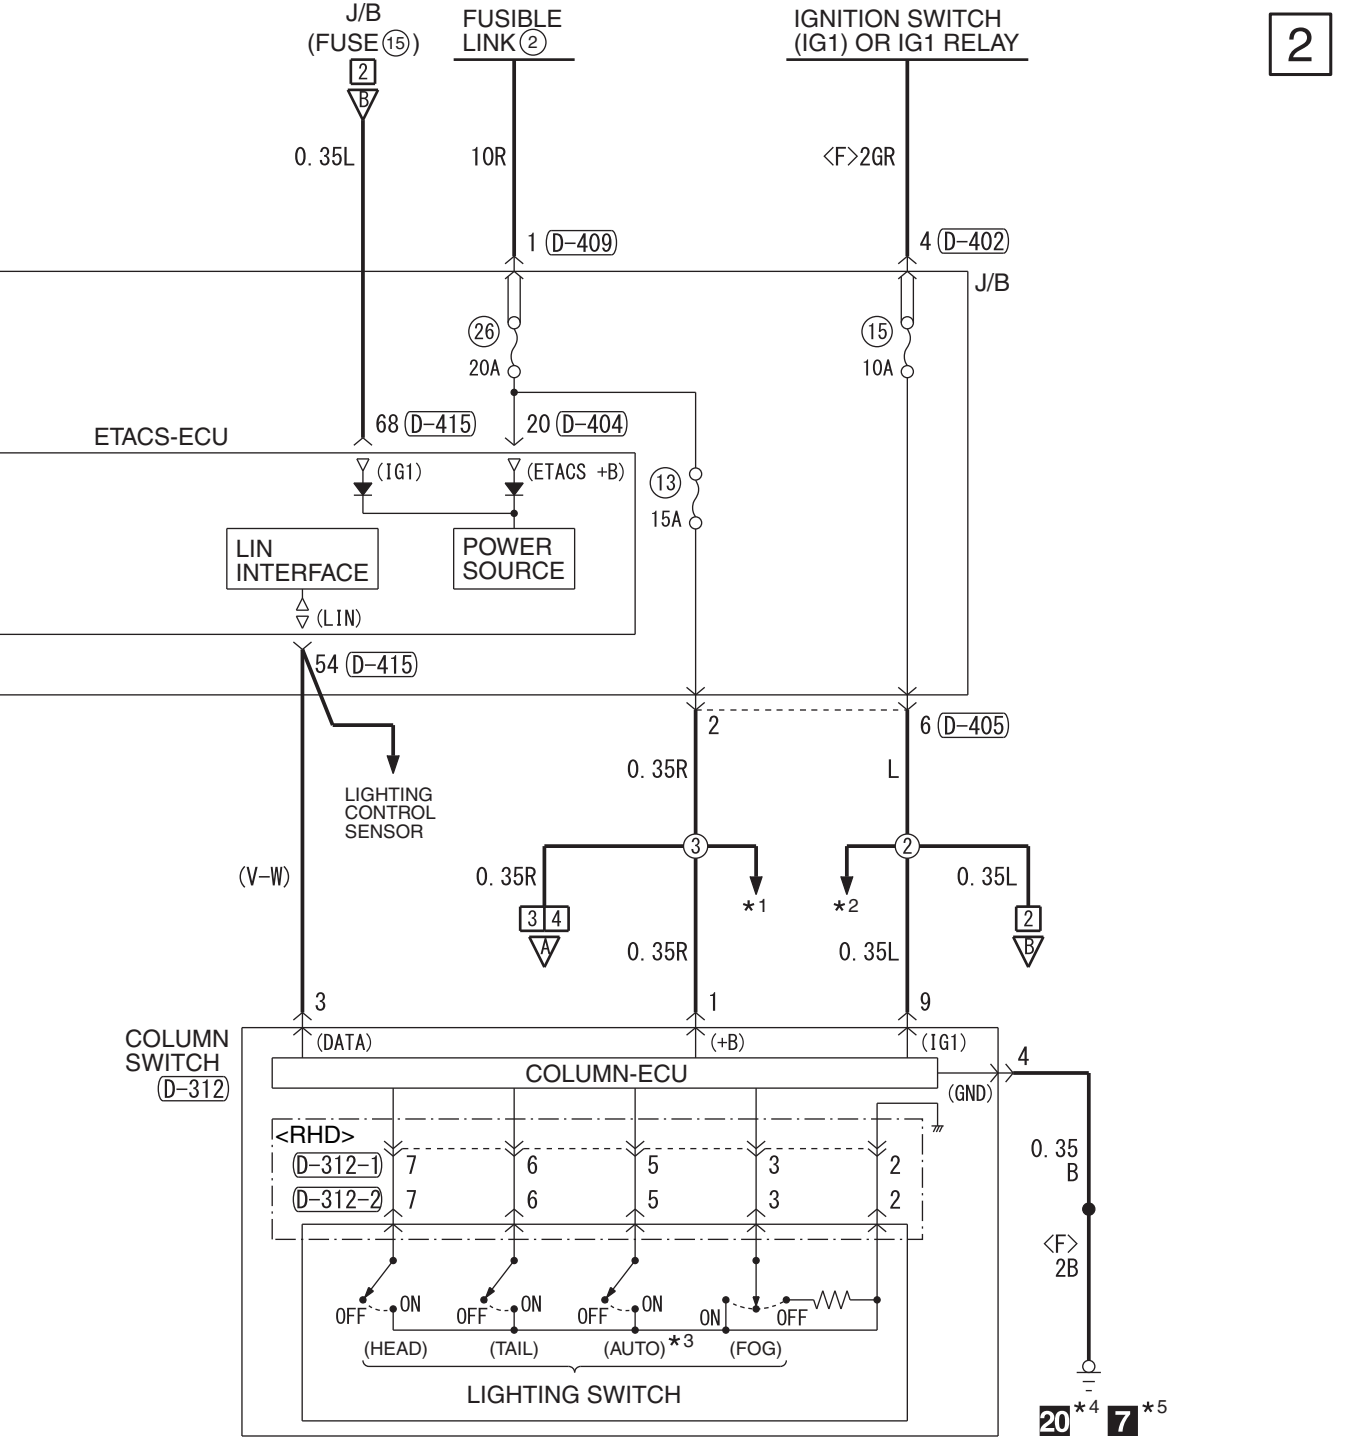 J/B
(FUSE 15)
FUSIBLE
LINK 2
IGNITION SWITCH
(IG1) OR IG1 RELAY
2
2
B
0. 35L
10R
<F>2GR
1 D-409
4 D-402
J/B
26
20A
15
10A
ETACS-ECU
68 D-415
20 D-404
(IG1)
(ETACS +B)
13
15A
LIN
INTERFACE
POWER
SOURCE
(LIN)
54 D-415
2
6 D-405
0. 35R
L
LIGHTING
CONTROL
SENSOR
3
2
(V-W)
0. 35R
*1
*2
0. 35L
3 4
A
2
B
0. 35R
0. 35L
3
1
9
COLUMN
SWITCH
D-312
(DATA)
(+B)
(IG1)
4
COLUMN-ECU
(GND)
<RHD>
D-312-1 7 6 5 3 2
D-312-2 7 6 5 3 2
0. 35
B
<F>
2B
OFF ON
OFF ON
OFF ON
ON OFF
(HEAD)
(TAIL)
(AUTO) *3
(FOG)
LIGHTING SWITCH
20 *4 7 *5